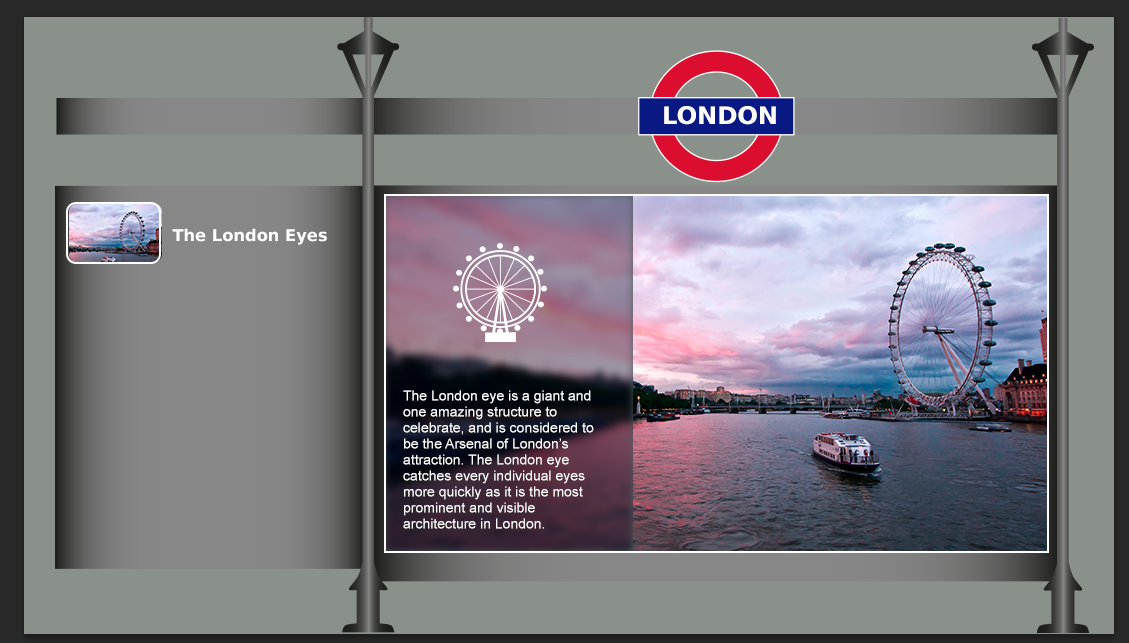 LONDON
The London Eyes
The London eye is a giant and
one amazing structure to
celebrate, and is considered to
be the Arsenal of London's
attraction. The London eye
catches every individual eyes
more quickly as it is the most
prominent and visible
architecture in London.